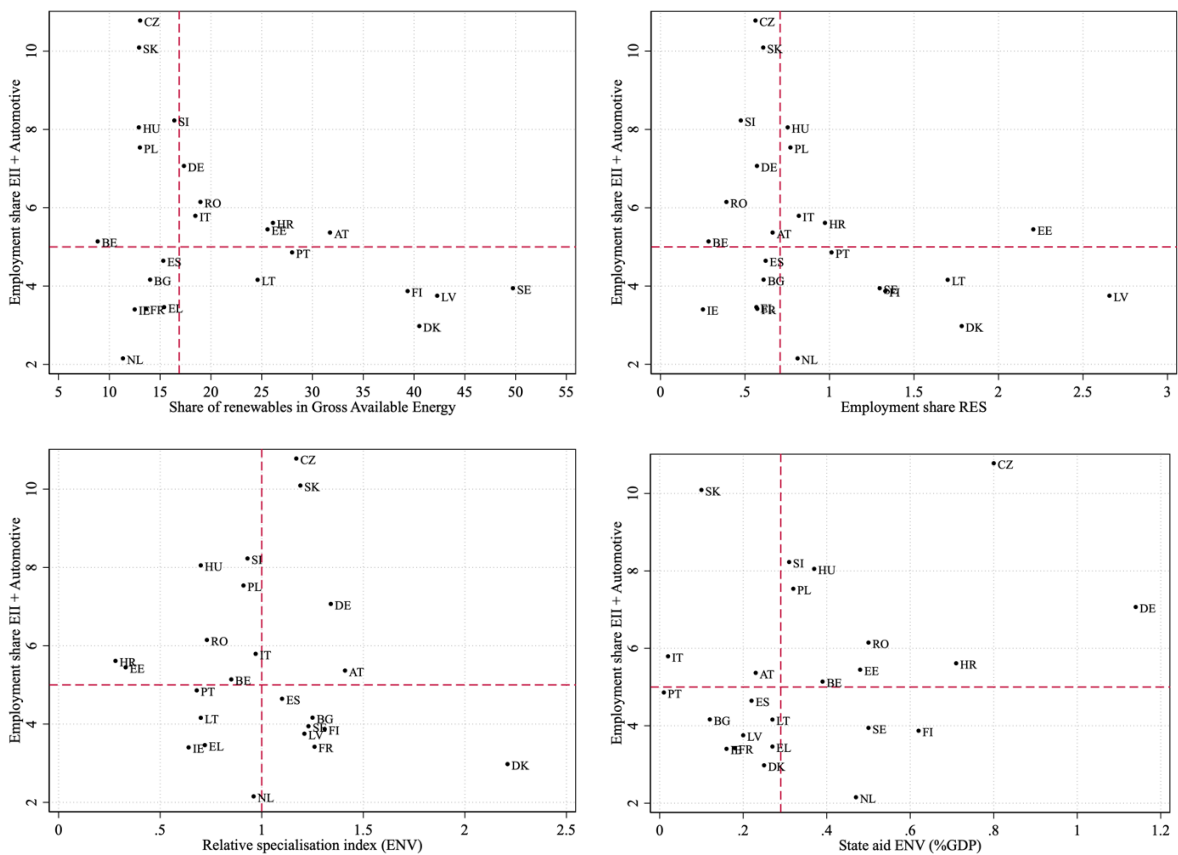 Employment share EII + Automotive
10
8
6
4
2
CZ
SK
SI
HU
PL
DE
RO
IT
HR
EE
AT
BE
PT
ES
BG
LT
FI
LV
SE
IE
FR
EL
DK
NL
5 10 15 20 25 30 35 40 45 50 55
Share of renewables in Gross Available Energy
Employment share EII + Automotive
10
8
6
4
2
CZ
SK
SI
HU
PL
DE
RO
IT
HR
AT
EE
BE
PT
ES
BG
LT
SE
FI
LV
IE
EL
FR
DK
NL
0 .5 1 1.5 2 2.5 3
Employment share RES
Employment share EII + Automotive
10
8
6
4
2
CZ
SK
SI
HU
PL
DE
RO
IT
HR
EE
AT
BE
PT
ES
LT
BG
SE
FI
LV
IE
EL
FR
DK
NL
0 .5 1 1.5 2 2.5
Relative specialisation index (ENV)
Employment share EII + Automotive
10
8
6
4
2
CZ
SK
SI
HU
PL
DE
RO
IT
HR
EE
AT
BE
PT
ES
BG
LT
SE
FI
LV
IE
FR
EL
DK
NL
0 .2 .4 .6 .8 1 1.2
State aid ENV (%GDP)